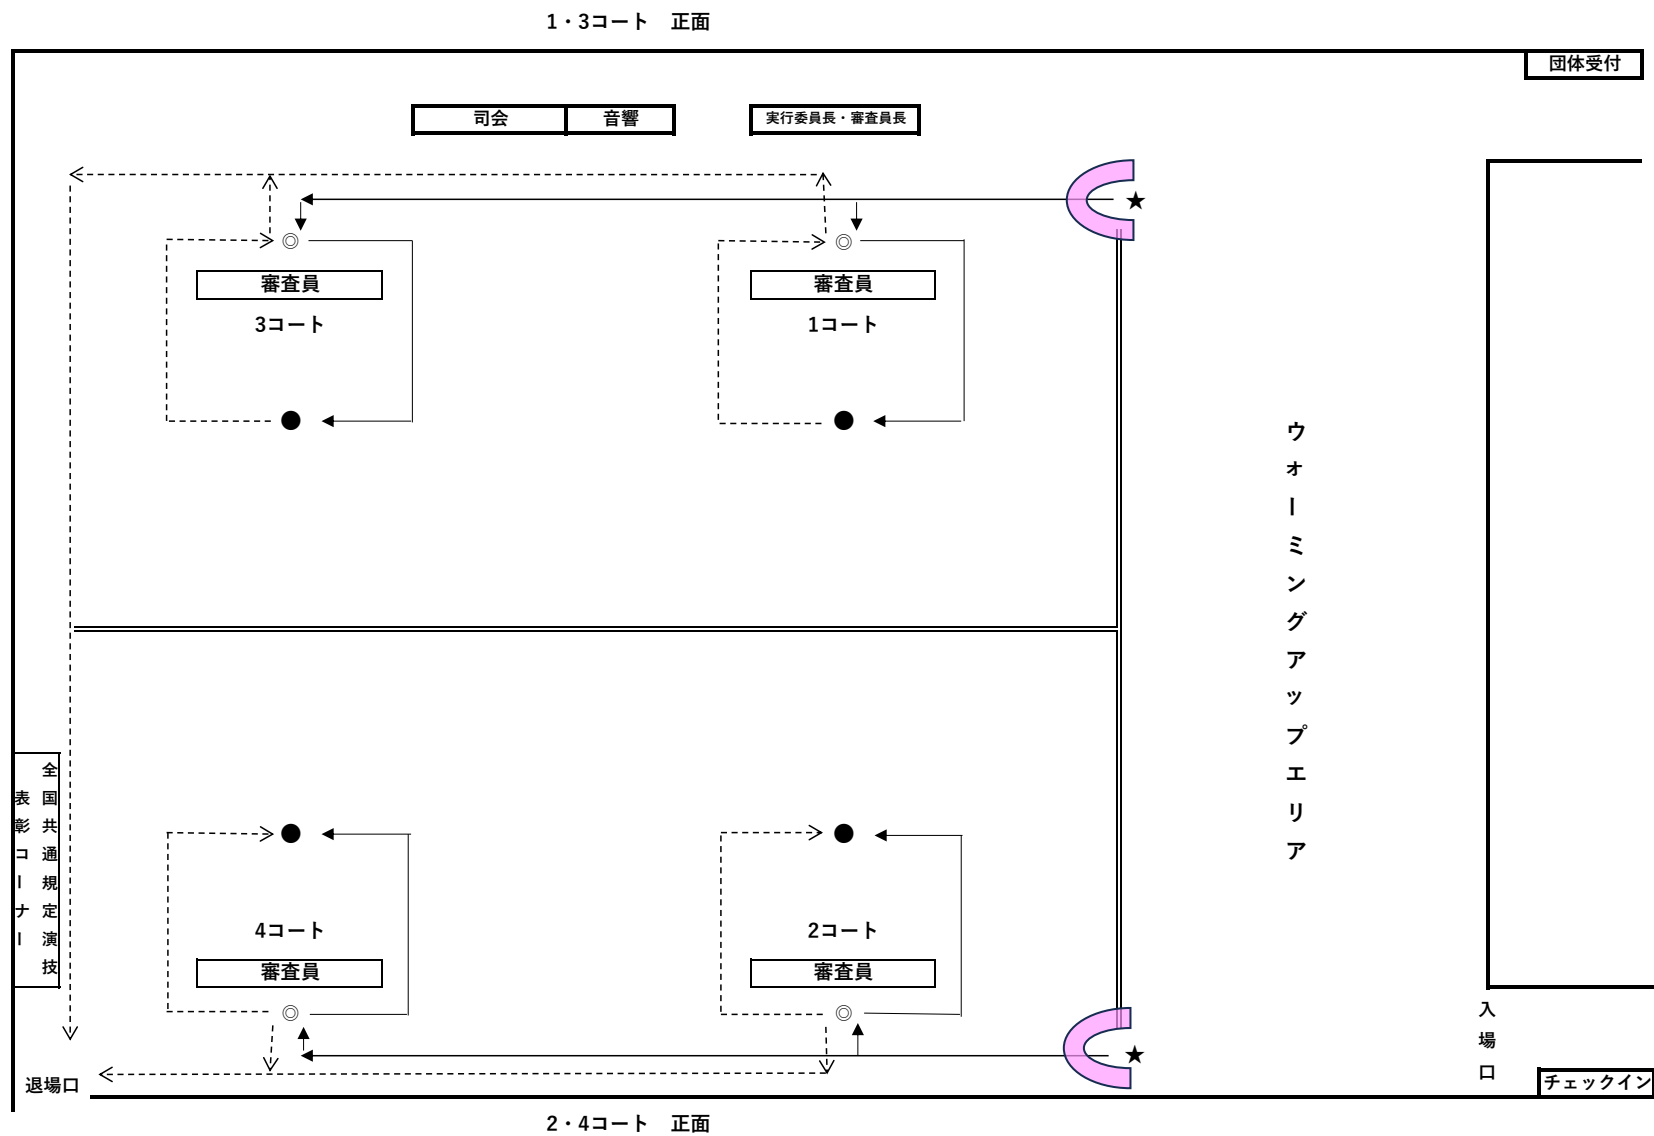 1・3コート　正面
団体受付
司会
音響
実行委員長・審査員長
★
◎
◎
審査員
審査員
3コート
1コート
●
●
ウォーミングアップエリア
全国共通規定演技
表彰コーナー
●
●
4コート
2コート
審査員
審査員
◎
◎
★
入場口
チェックイン
退場口
2・4コート　正面